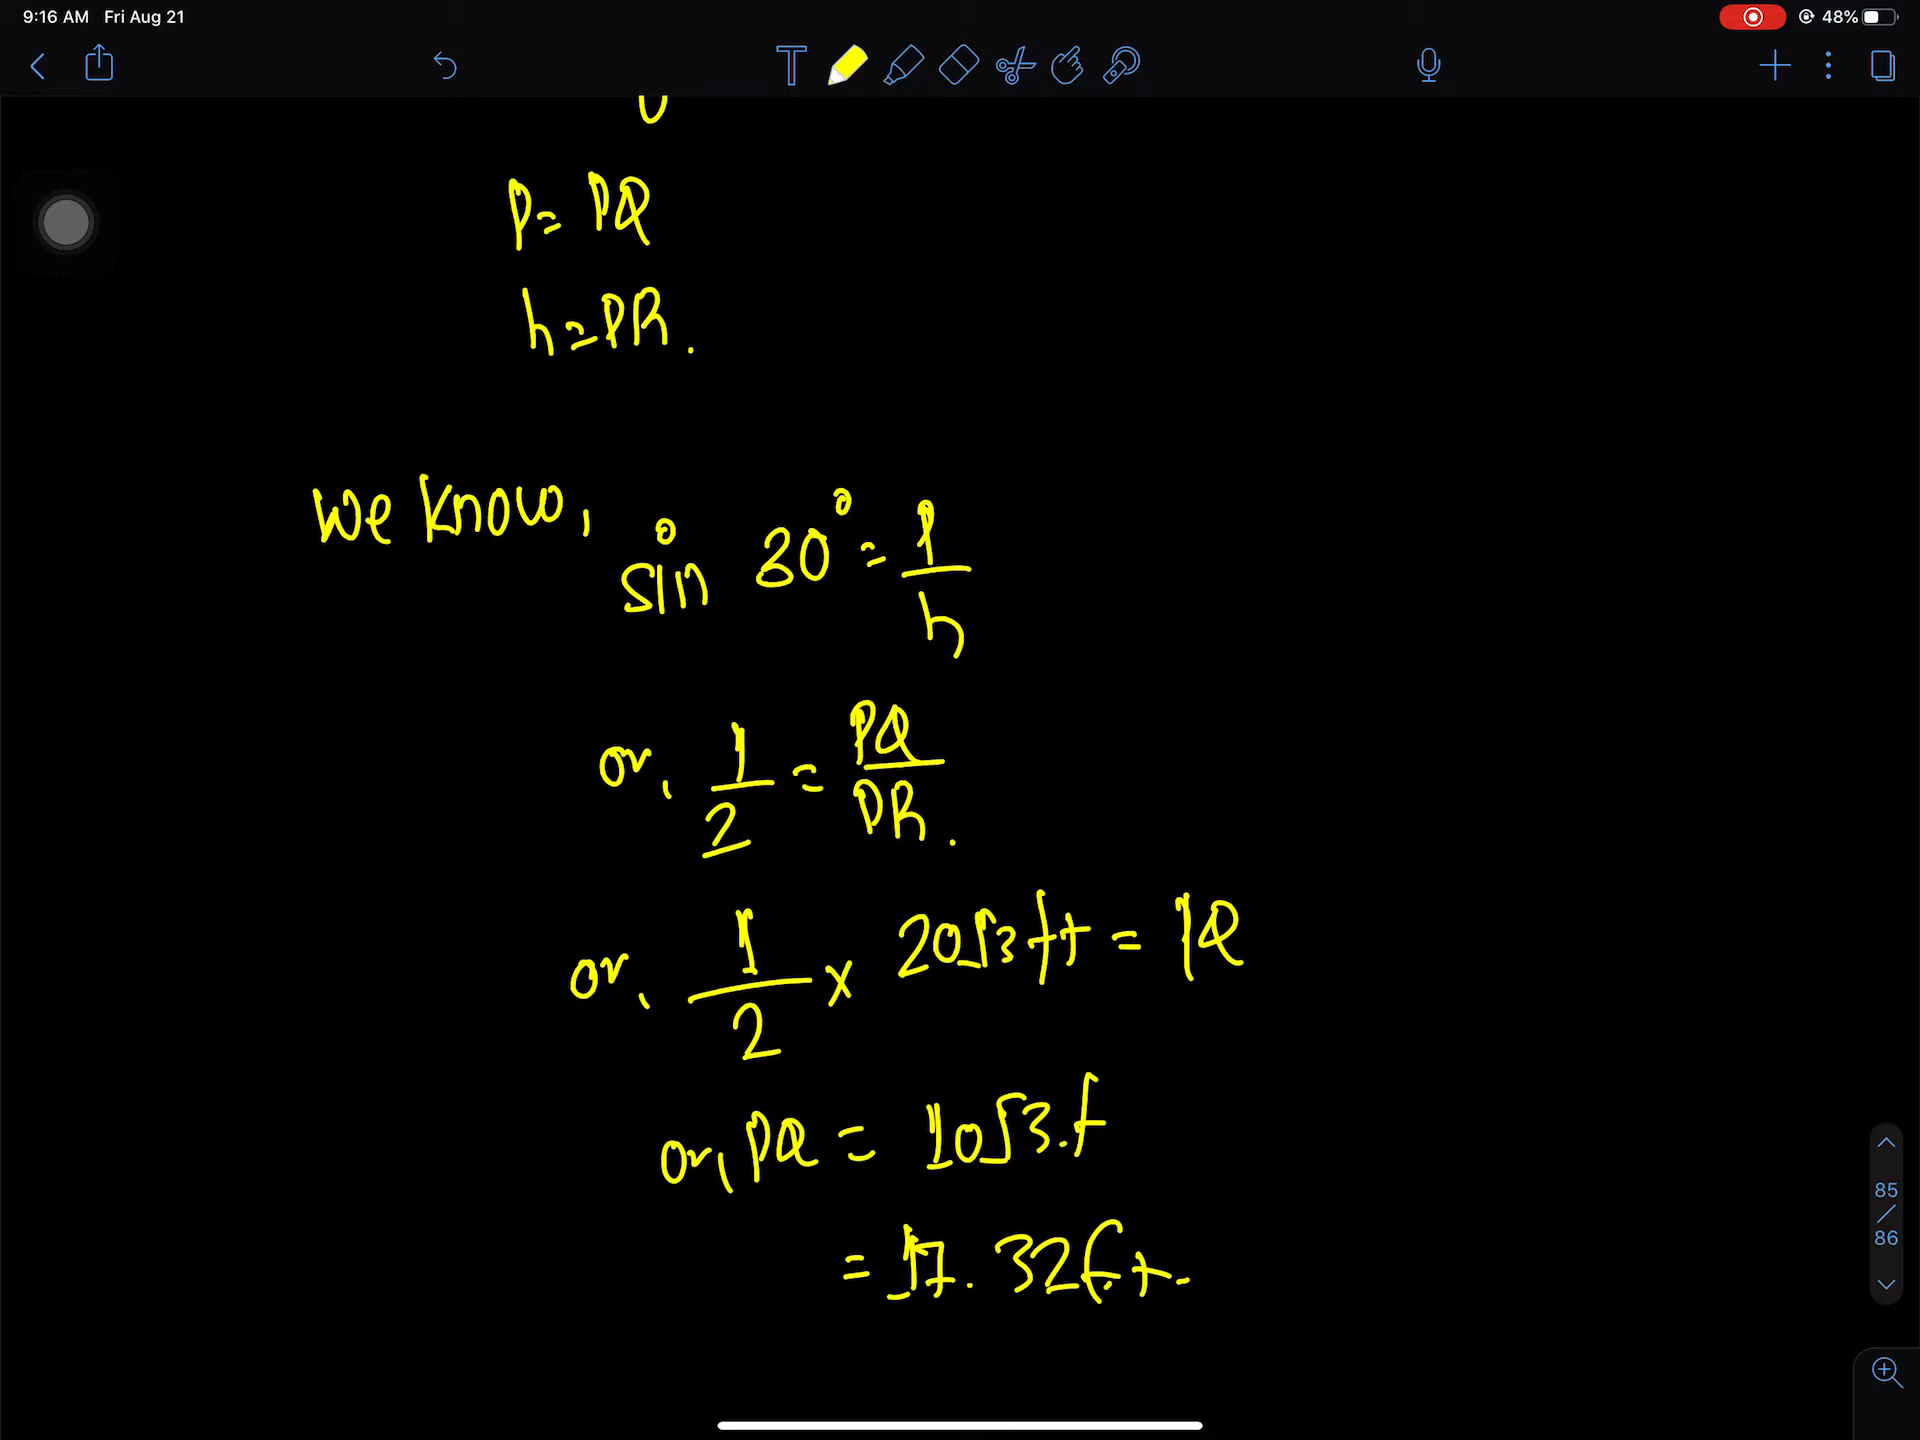 9:16 AM Fri Aug 21
48%
T
P = PQ
h = PR.
We know, sin 30° = P/h
or, 1/2 = PQ/PR.
or, 1/2 × 20√3 ft = PQ
or, PQ = 10√3. f
= 17.32 ft.
85
/
86